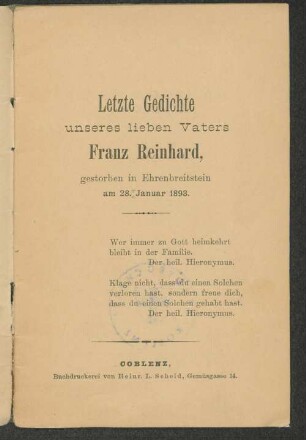 Letzte Gedichte
unseres lieben Vaters
Franz Reinhard,
gestorben in Ehrenbreitstein
am 28. Januar 1893.
Wer immer zu Gott heimkehrt
bleibt in der Familie.
Der heil. Hieronymus.
Klage nicht, dass du einen Solchen
verloren hast, sondern freue dich,
dass du einen Solchen gehabt hast.
Der heil. Hieronymus.
COBLENZ,
Buchdruckerei von Heinr. L. Scheid, Gemüsgasse 14.